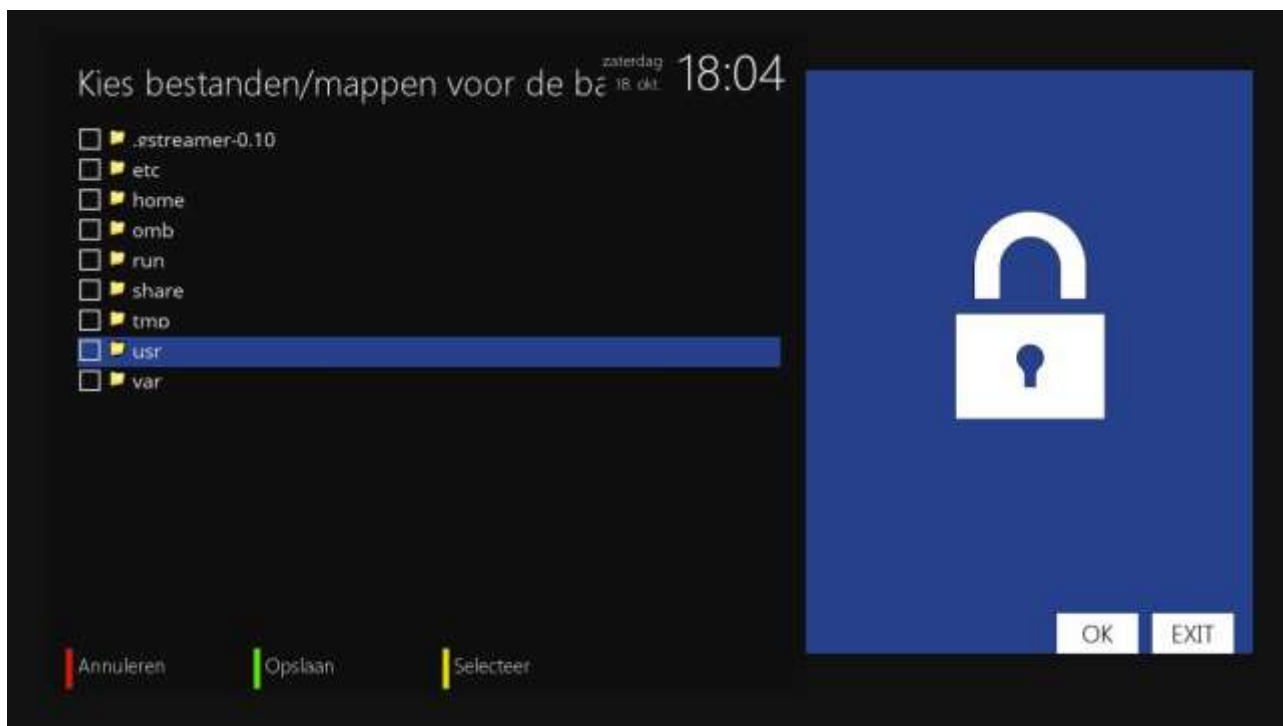 Kies bestanden/mappen voor de ba
zaterdag
18. okt.
18:04
.gstreamer-0.10
etc
home
omb
run
share
tmp
usr
var
OK
EXIT
Annuleren
Opslaan
Selecteer